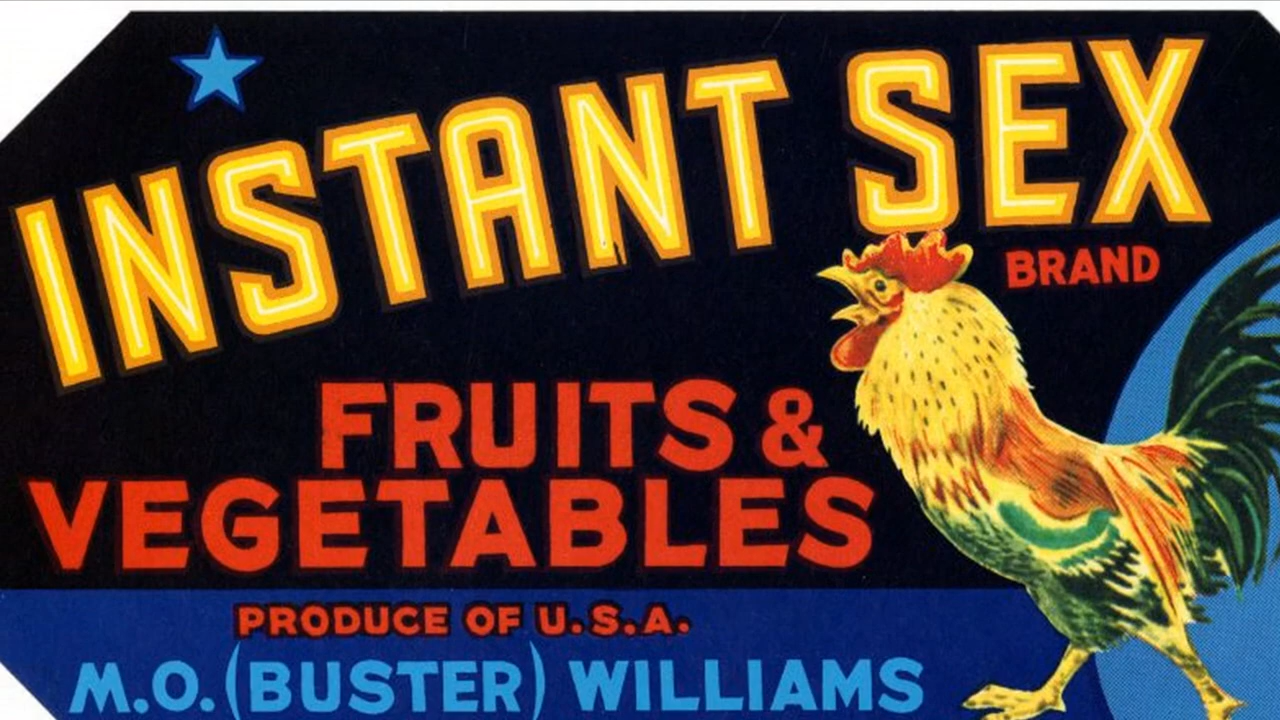 INSTANT SEX
BRAND
FRUITS &
VEGETABLES
PRODUCE OF U.S.A.
M.O. (BUSTER) WILLIAMS